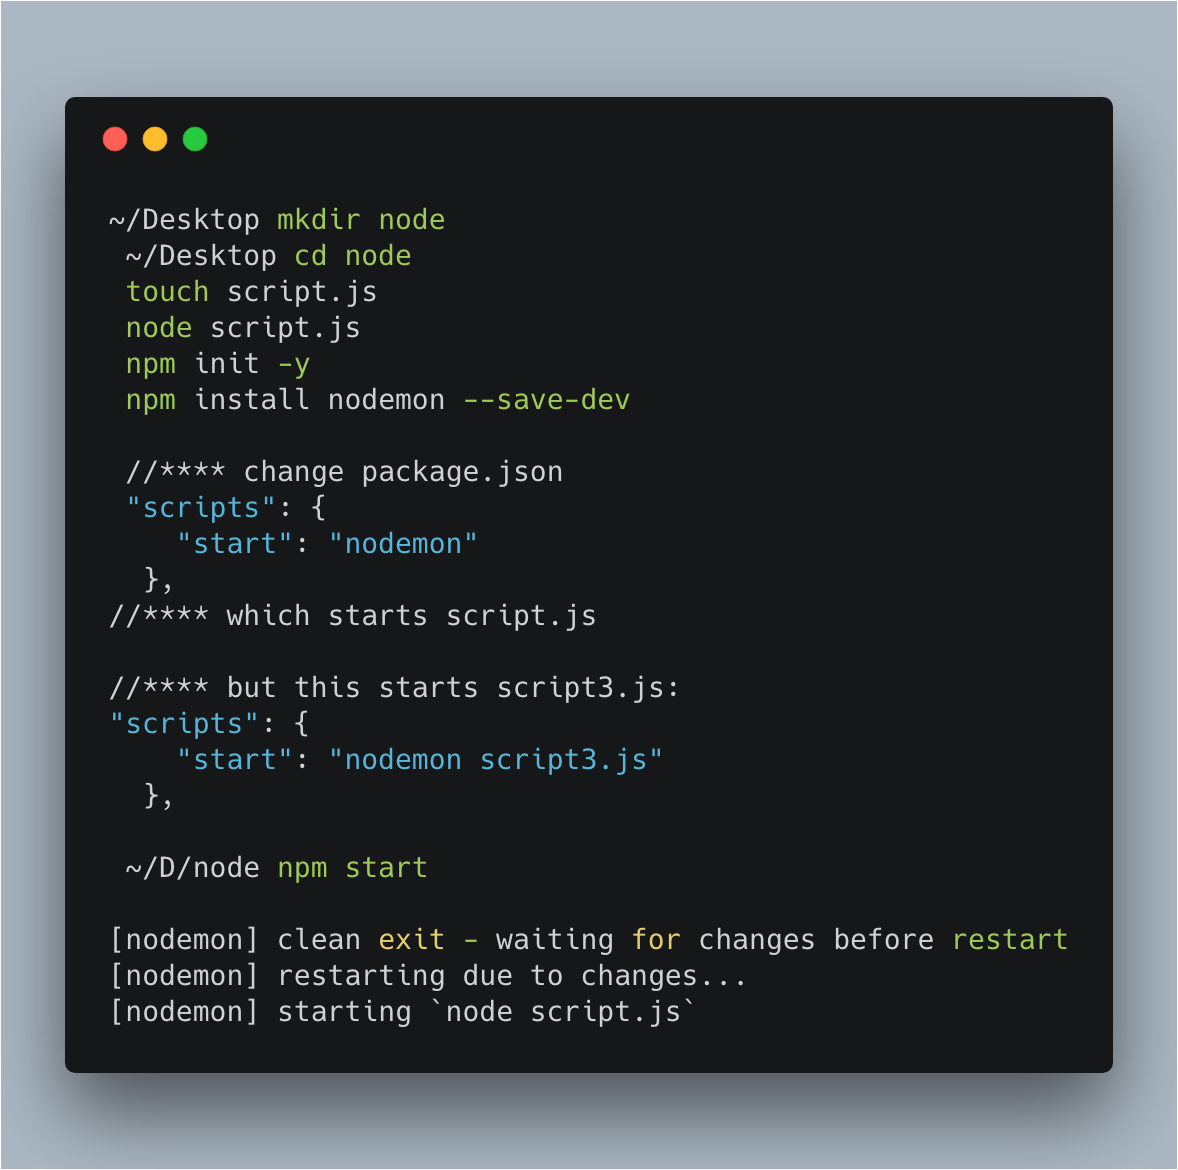 ~/Desktop mkdir node
~/Desktop cd node
touch script.js
node script.js
npm init -y
npm install nodemon --save-dev
//**** change package.json
"scripts": {
"start": "nodemon"
},
//**** which starts script.js
//**** but this starts script3.js:
"scripts": {
"start": "nodemon script3.js"
},
~/D/node npm start
[nodemon] clean exit - waiting for changes before restart
[nodemon] restarting due to changes...
[nodemon] starting `node script.js`